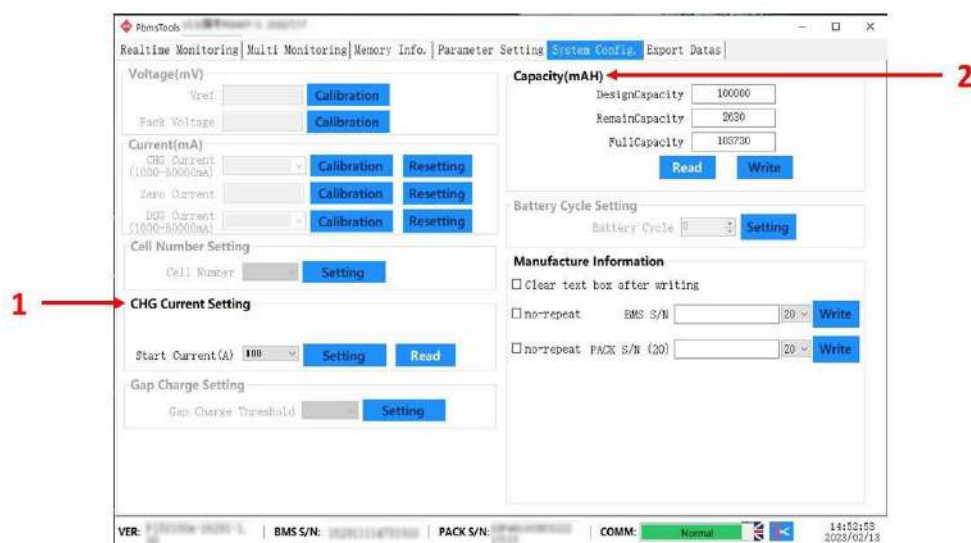 PbmsTools
Realtime Monitoring Multi Monitoring Memory Info. Parameter Setting System Config. Export Datas
Voltage(mV)
Vref Calibration
Pack Voltage Calibration
Current(mA)
CHG Current (1000-60000mA) Calibration Resetting
Zero Current Calibration Resetting
DSG Current (1000-60000mA) Calibration Resetting
Cell Number Setting
Cell Number Setting
1
CHG Current Setting
Start Current(A) 100 Setting Read
Gap Charge Setting
Gap Charge Threshold Setting
2
Capacity(mAH)
DesignCapacity 100000
RemainCapacity 2630
FullCapacity 103730
Read Write
Battery Cycle Setting
Battery Cycle 0 Setting
Manufacture Information
Clear text box after writing
no-repeat BMS S/N 20 Write
no-repeat PACK S/N (20) 20 Write
VER: BMS S/N: PACK S/N: COMM: Normal 14:52:53
2023/02/13